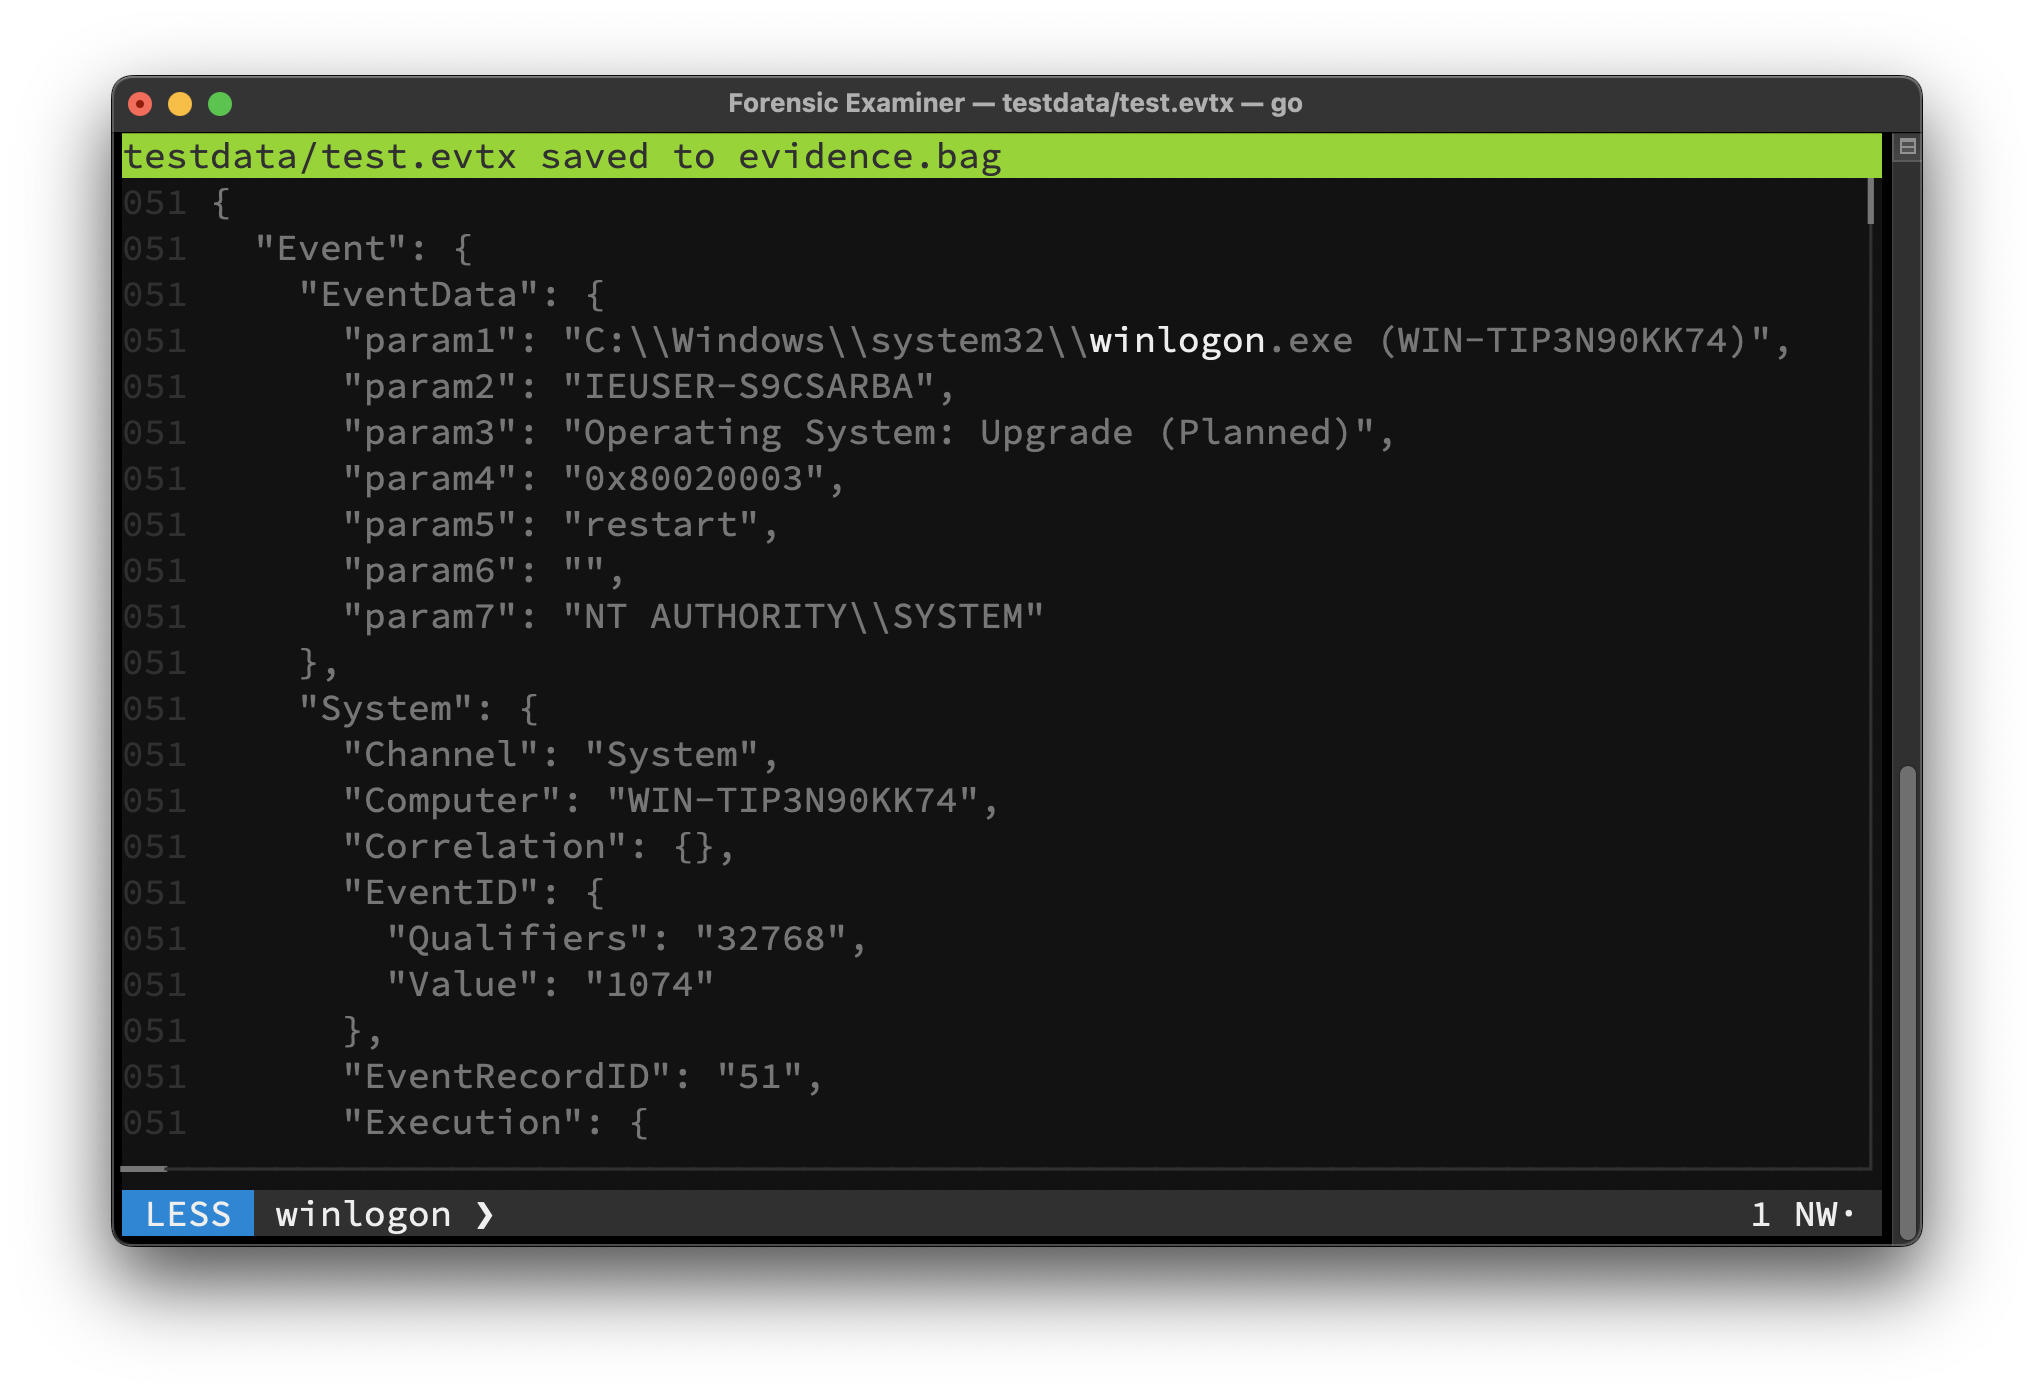 Forensic Examiner — testdata/test.evtx — go
testdata/test.evtx saved to evidence.bag
051 {
051   "Event": {
051     "EventData": {
051       "param1": "C:\\Windows\\system32\\winlogon.exe (WIN-TIP3N90KK74)",
051       "param2": "IEUSER-S9CSARBA",
051       "param3": "Operating System: Upgrade (Planned)",
051       "param4": "0x80020003",
051       "param5": "restart",
051       "param6": "",
051       "param7": "NT AUTHORITY\\SYSTEM"
051     },
051     "System": {
051       "Channel": "System",
051       "Computer": "WIN-TIP3N90KK74",
051       "Correlation": {},
051       "EventID": {
051         "Qualifiers": "32768",
051         "Value": "1074"
051       },
051       "EventRecordID": "51",
051       "Execution": {
LESS winlogon ❯ 1 NW·